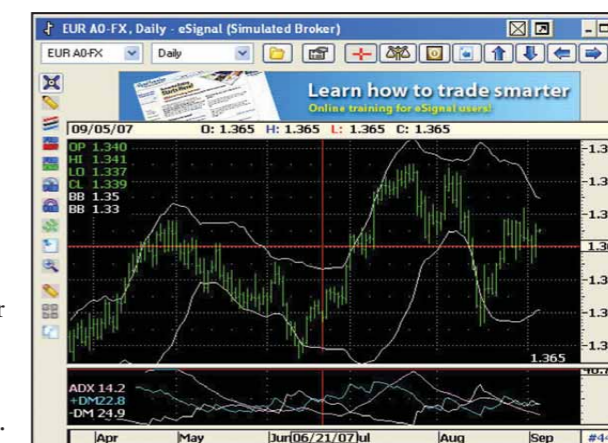 EUR A0-FX, Daily - eSignal (Simulated Broker)
EUR A0-FX Daily
Learn how to trade smarter
Online training for eSignal users!
09/05/07 O: 1.365 H: 1.365 L: 1.365 C: 1.365
OP 1.340
HI 1.341
LO 1.337
CL 1.339
BB 1.35
BB 1.33
1.365
ADX 14.2
+DM22.8
-DM 24.9
Apr May Jun 06/21/07 Jul Aug Sep